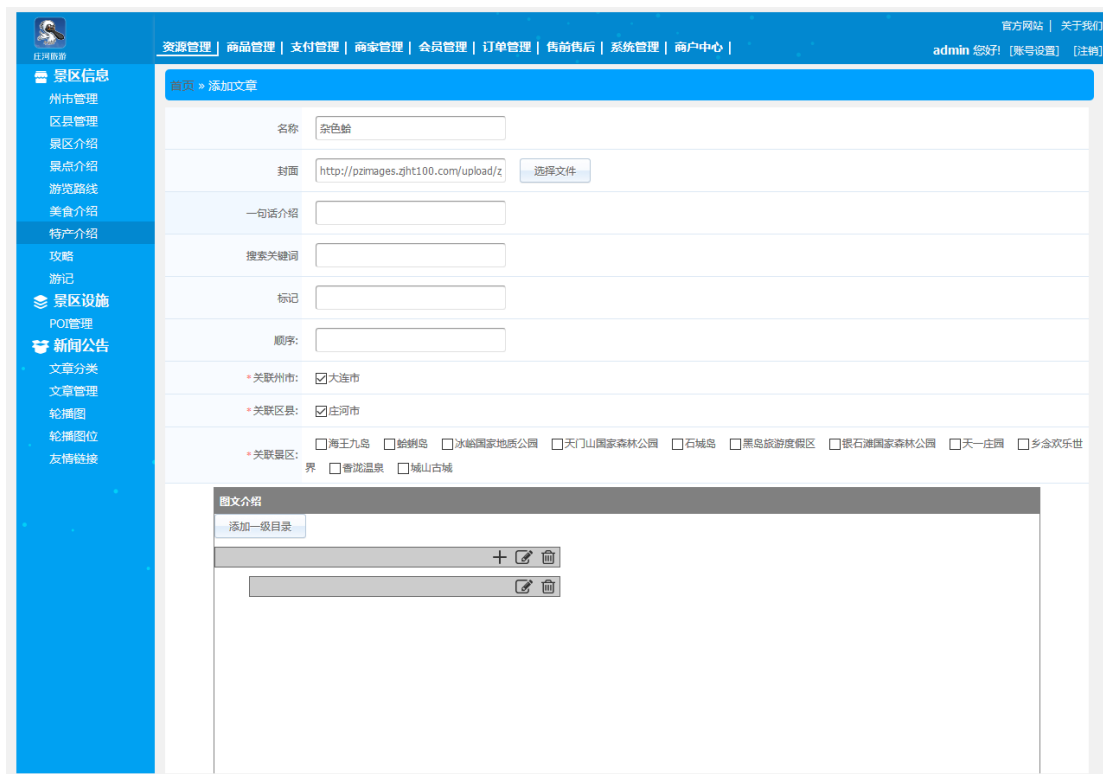 官方网站 | 关于我们
庄河旅游
资源管理 | 商品管理 | 支付管理 | 商家管理 | 会员管理 | 订单管理 | 售前售后 | 系统管理 | 商户中心 |
admin 您好! [账号设置] [注销]
景区信息
州市管理
区县管理
景区介绍
景点介绍
游览路线
美食介绍
特产介绍
攻略
游记
景区设施
POI管理
新闻公告
文章分类
文章管理
轮播图
轮播图位
友情链接
首页 » 添加文章
名称 杂色蛤
封面 http://pzimages.zjht100.com/upload/z 选择文件
一句话介绍
搜索关键词
标记
顺序:
*关联州市: 大连市
*关联区县: 庄河市
*关联景区: 海王九岛 蛤蜊岛 冰峪国家地质公园 天门山国家森林公园 石城岛 黑岛旅游度假区 银石滩国家森林公园 天一庄园 乡念欢乐世
界 香泷温泉 城山古城
图文介绍
添加一级目录